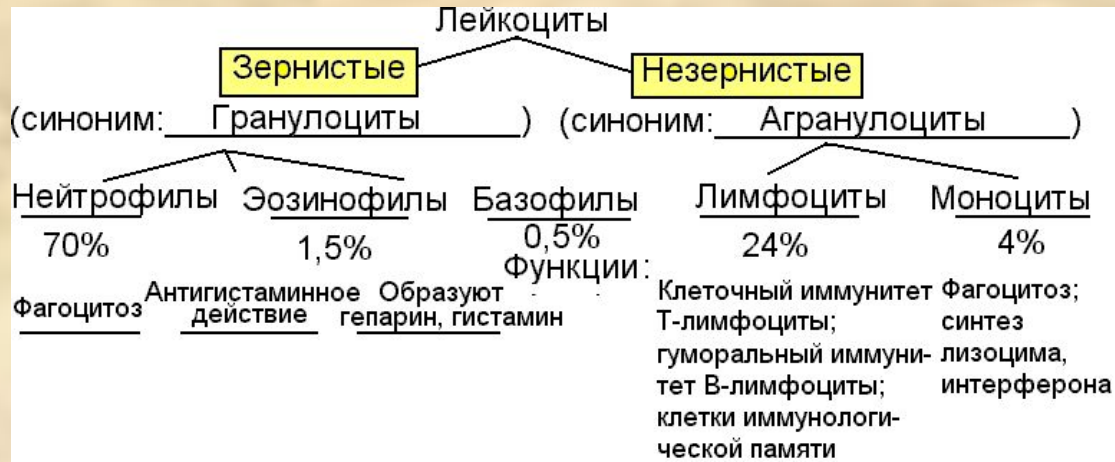 Лейкоциты
Зернистые
Незернистые
(синоним: Гранулоциты ) (синоним: Агранулоциты )
Нейтрофилы Эозинофилы Базофилы Лимфоциты Моноциты
70% 1,5% 0,5% 24% 4%
Функции:
Фагоцитоз
Антигистаминное
действие
Образуют
гепарин, гистамин
Клеточный иммунитет
Т-лимфоциты;
гуморальный иммуни-
тет В-лимфоциты;
клетки иммунологи-
ческой памяти
Фагоцитоз;
синтез
лизоцима,
интерферона